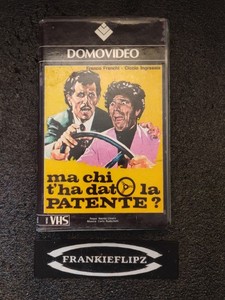 DOMOVIDEO
Franco Franchi - Ciccio Ingrassia
ma chi
t'ha dato la
PATENTE?
VHS
FRANKIEFLIPZ